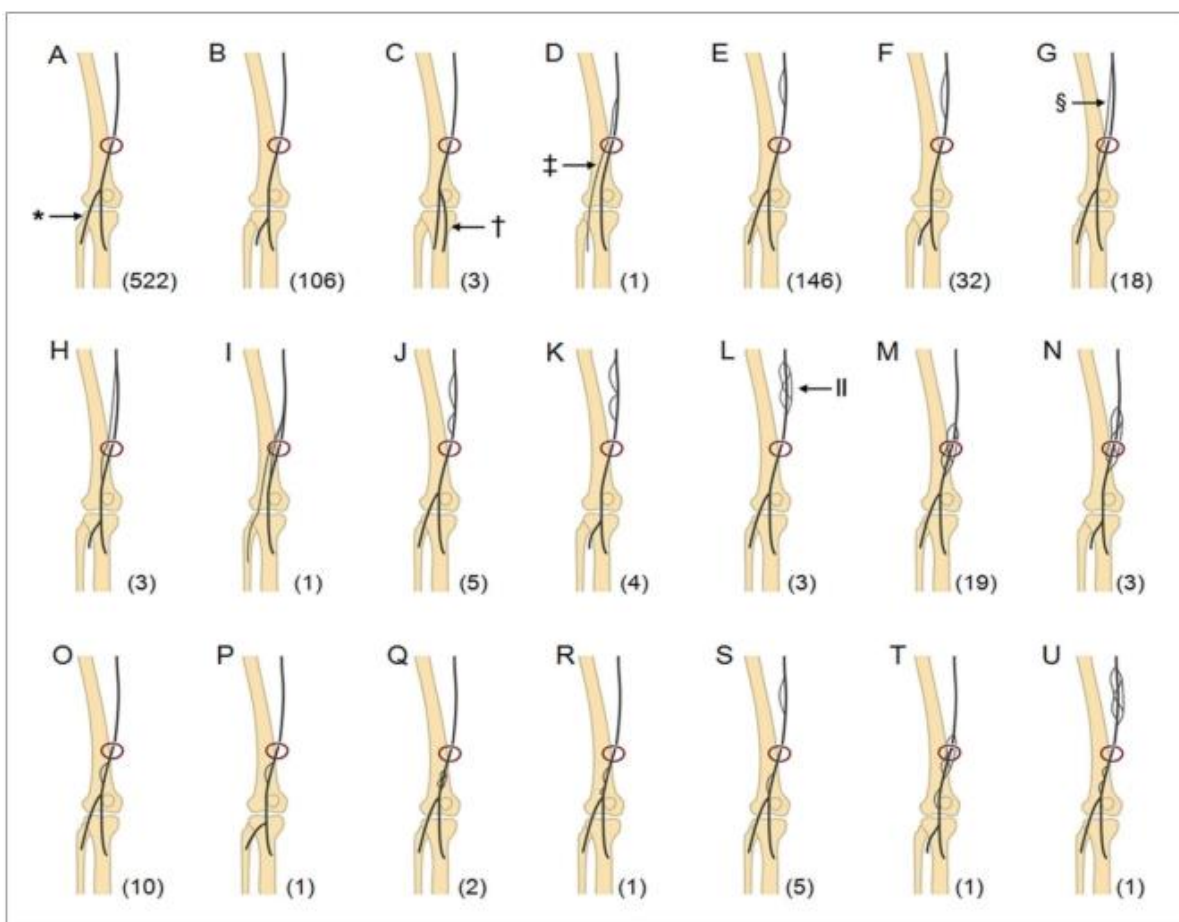 A B C D E F G
§
‡
*
†
(522) (106) (3) (1) (146) (32) (18)
H I J K L M N
||
(3) (1) (5) (4) (3) (19) (3)
O P Q R S T U
(10) (1) (2) (1) (5) (1) (1)